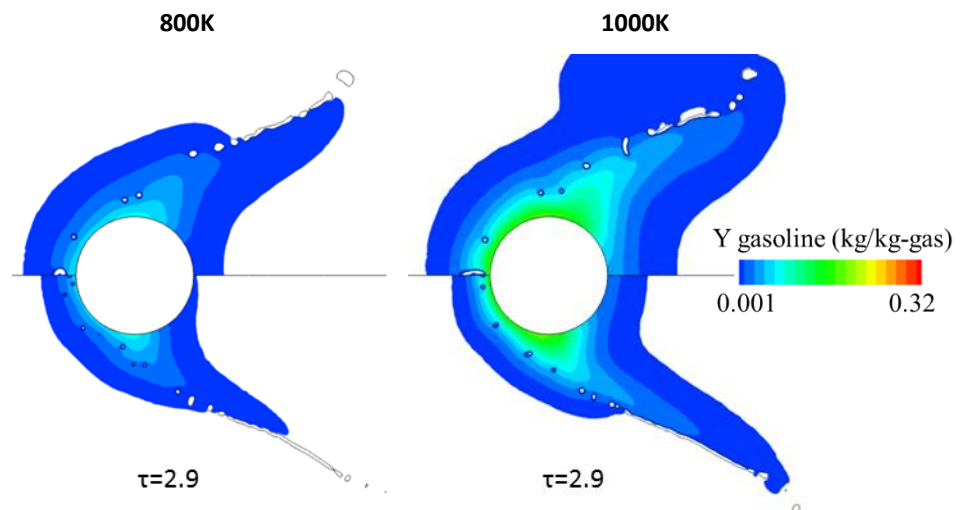 800K
1000K
Y gasoline (kg/kg-gas)
0.001
0.32
τ=2.9
τ=2.9